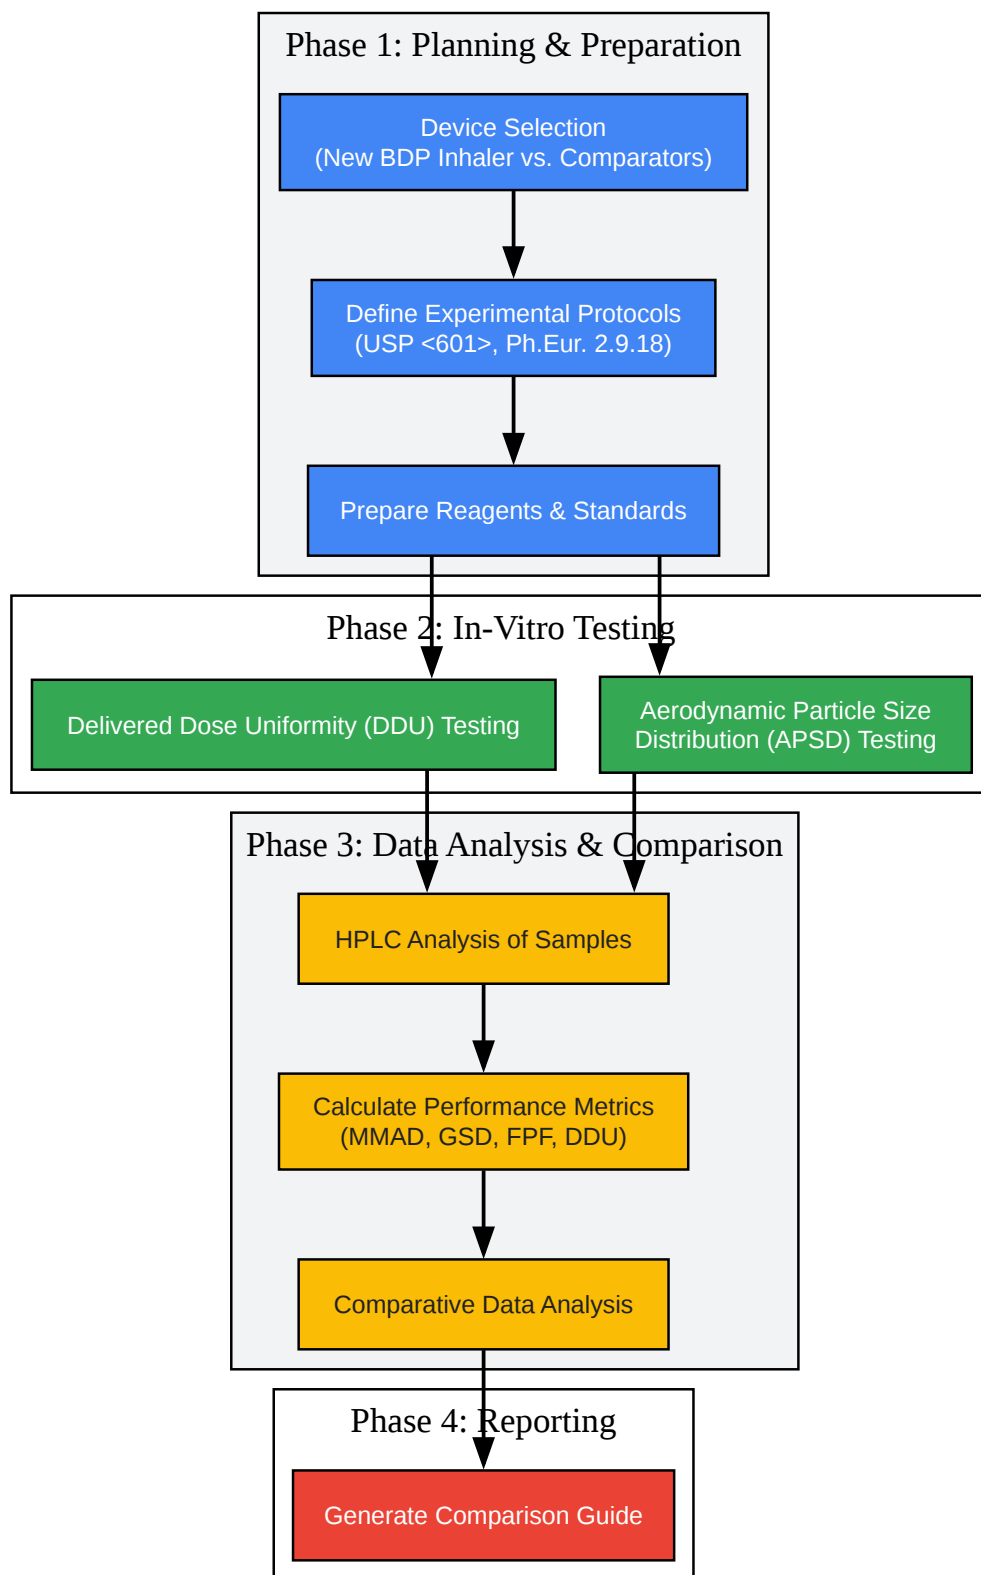 Phase 1: Planning & Preparation
Device Selection
(New BDP Inhaler vs. Comparators)
Define Experimental Protocols
(USP <601>, Ph.Eur. 2.9.18)
Prepare Reagents & Standards
Phase 2: In-Vitro Testing
Delivered Dose Uniformity (DDU) Testing
Aerodynamic Particle Size
Distribution (APSD) Testing
Phase 3: Data Analysis & Comparison
HPLC Analysis of Samples
Calculate Performance Metrics
(MMAD, GSD, FPF, DDU)
Comparative Data Analysis
Phase 4: Reporting
Generate Comparison Guide